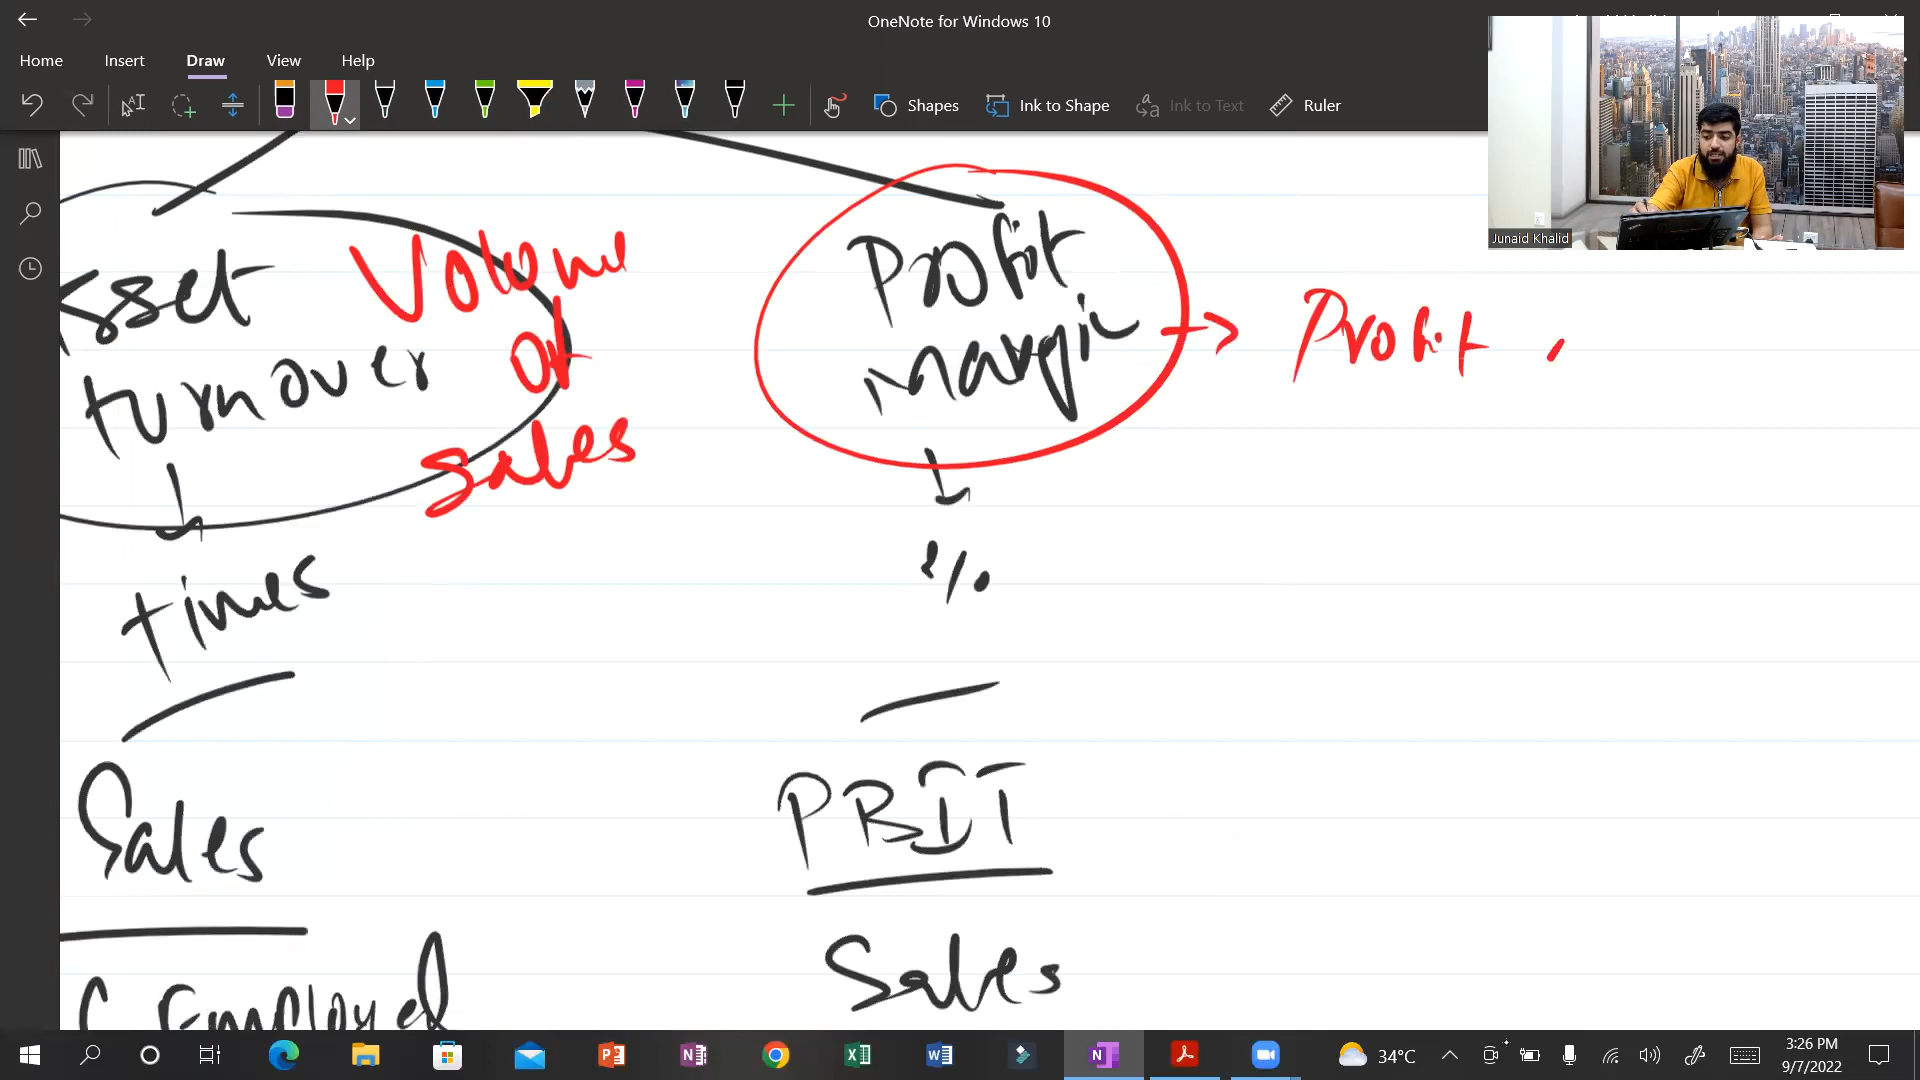 OneNote for Windows 10
Home Insert Draw View Help
Shapes Ink to Shape Ink to Text Ruler
Junaid Khalid
sset
turnover
Volume
of
sales
Profit
margin
Profit
times
%
Sales
C Employed
PBIT
Sales
34°C
3:26 PM
9/7/2022